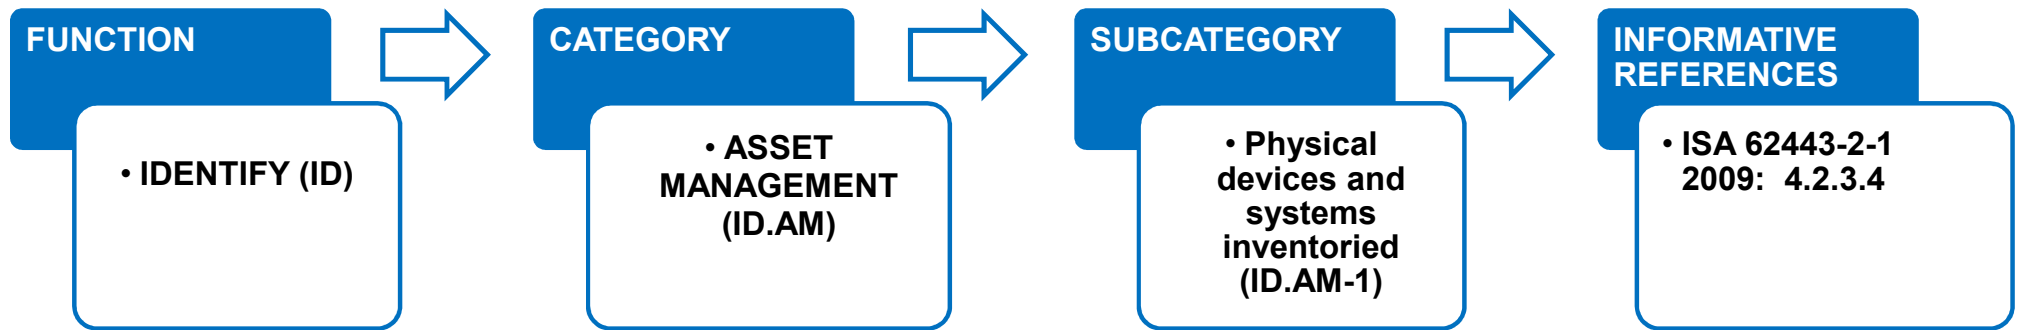 FUNCTION
• IDENTIFY (ID)
CATEGORY
• ASSET
MANAGEMENT
(ID.AM)
SUBCATEGORY
• Physical
devices and
systems
inventoried
(ID.AM-1)
INFORMATIVE
REFERENCES
• ISA 62443-2-1
2009: 4.2.3.4